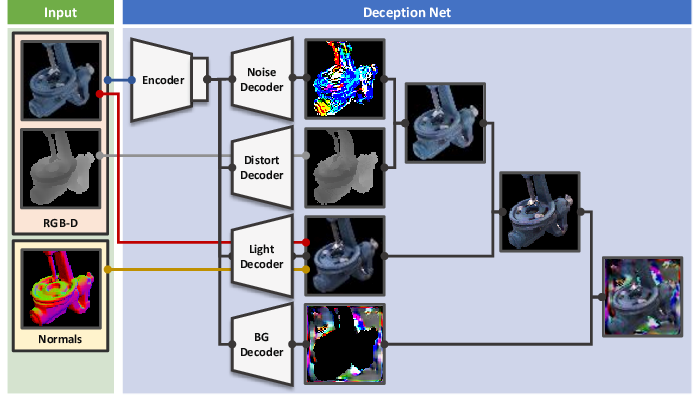 Input
Deception Net
Encoder
Noise
Decoder
Distort
Decoder
RGB-D
Light
Decoder
Normals
BG
Decoder